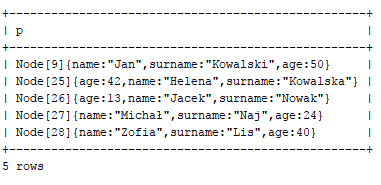 +--------------------------------------------------+
| p                                                |
+--------------------------------------------------+
| Node[9]{name:"Jan",surname:"Kowalski",age:50}    |
| Node[25]{age:42,name:"Helena",surname:"Kowalska"} |
| Node[26]{age:13,name:"Jacek",surname:"Nowak"}    |
| Node[27]{name:"Michał",surname:"Naj",age:24}     |
| Node[28]{name:"Zofia",surname:"Lis",age:40}      |
+--------------------------------------------------+
5 rows